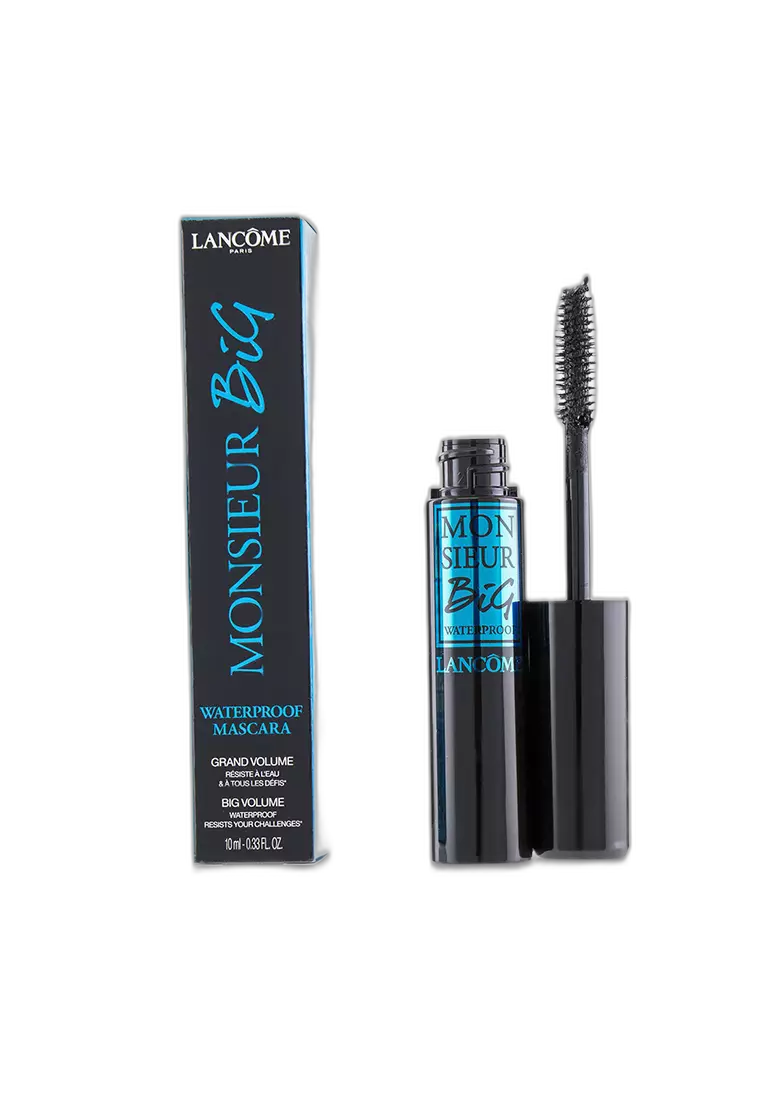 LANCÔME
PARIS
MONSIEUR BiG
WATERPROOF
MASCARA
GRAND VOLUME
RÉSISTE À L'EAU
& À TOUS LES DÉFIS*
BIG VOLUME
WATERPROOF
RESISTS YOUR CHALLENGES*
10 ml - 0.33 FL. OZ.
MON
SIEUR
BiG
WATERPROOF
LANCÔME